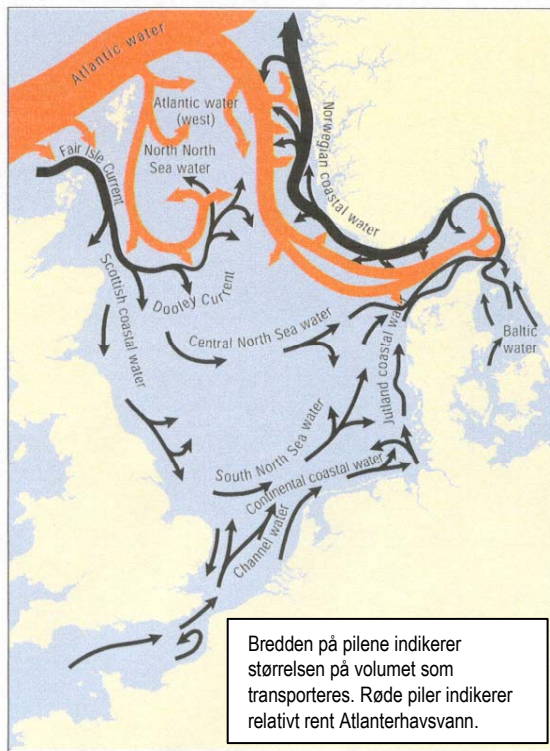 Atlantic water
Atlantic water
(west)
North North
Sea water
Fair Isle Current
Norwegian coastal water
Scottish coastal water
Dooley Current
Central North Sea water
Jutland coastal water
Baltic
water
South North Sea water
Continental coastal water
Channel water
Bredden på pilene indikerer
størrelsen på volumet som
transporteres. Røde piler indikerer
relativt rent Atlanterhavsvann.